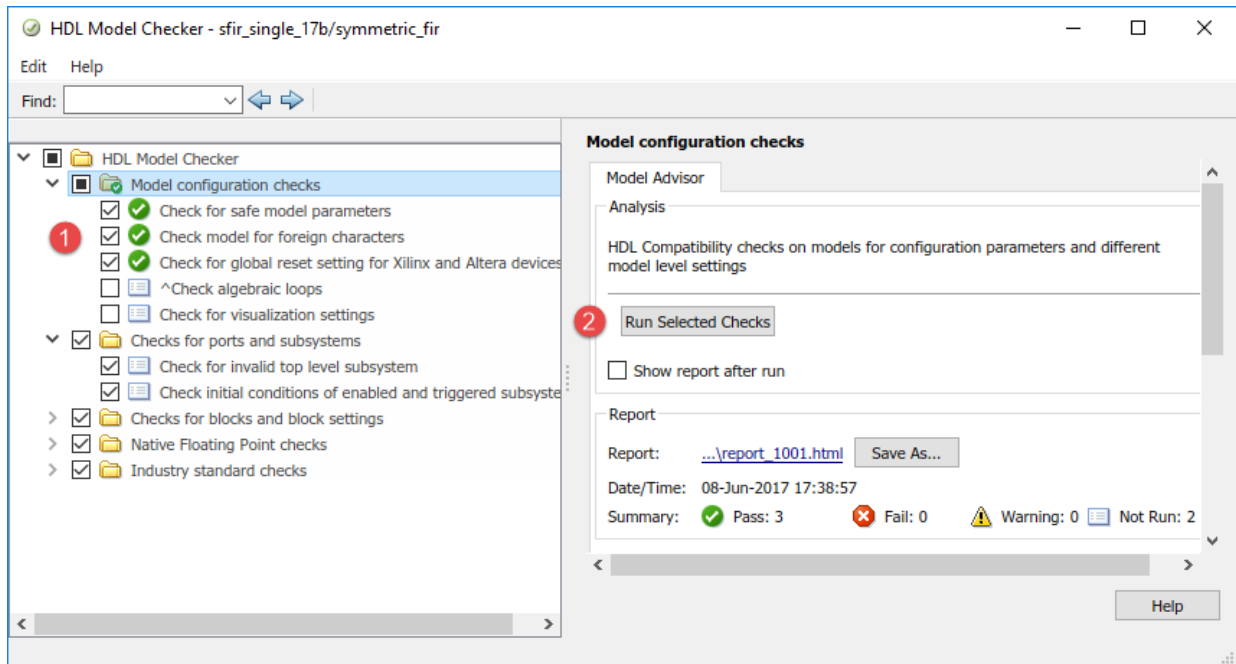 HDL Model Checker - sfir_single_17b/symmetric_fir
Edit Help
Find:
HDL Model Checker
Model configuration checks
Check for safe model parameters
1
Check model for foreign characters
Check for global reset setting for Xilinx and Altera devices
^Check algebraic loops
Check for visualization settings
Checks for ports and subsystems
Check for invalid top level subsystem
Check initial conditions of enabled and triggered subsyste
Checks for blocks and block settings
Native Floating Point checks
Industry standard checks
Model configuration checks
Model Advisor
Analysis
HDL Compatibility checks on models for configuration parameters and different
model level settings
2 Run Selected Checks
Show report after run
Report
Report: ...\report_1001.html Save As...
Date/Time: 08-Jun-2017 17:38:57
Summary: Pass: 3 Fail: 0 Warning: 0 Not Run: 2
Help